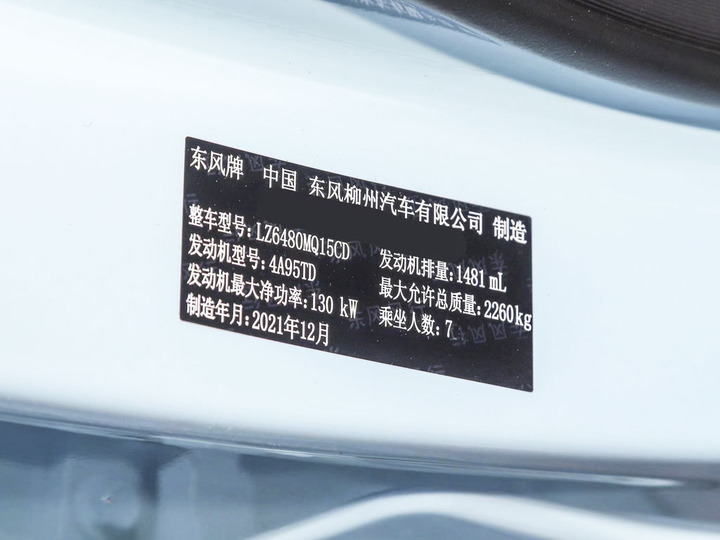 东风牌 中国 东风柳州汽车有限公司 制造
整车型号:LZ6480MQ15CD
发动机型号:4A95TD 发动机排量:1481mL
发动机最大净功率:130 kW 最大允许总质量:2260kg
制造年月:2021年12月 乘坐人数:7